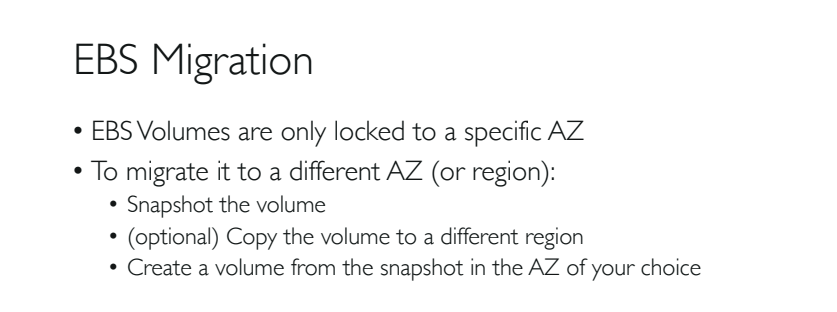 EBS Migration
• EBS Volumes are only locked to a specific AZ
• To migrate it to a different AZ (or region):
• Snapshot the volume
• (optional) Copy the volume to a different region
• Create a volume from the snapshot in the AZ of your choice